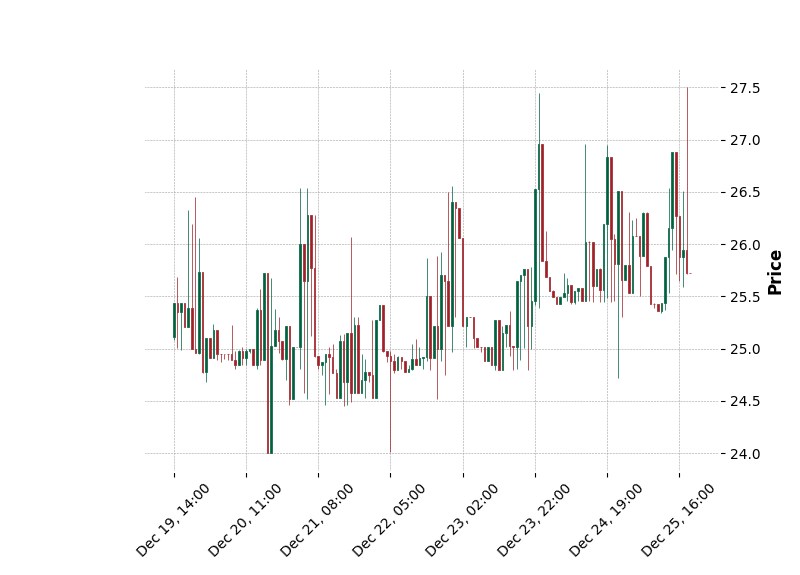 27.5
27.0
26.5
26.0
25.5
25.0
24.5
24.0
Price
Dec 19, 14:00
Dec 20, 11:00
Dec 21, 08:00
Dec 22, 05:00
Dec 23, 02:00
Dec 23, 22:00
Dec 24, 19:00
Dec 25, 16:00